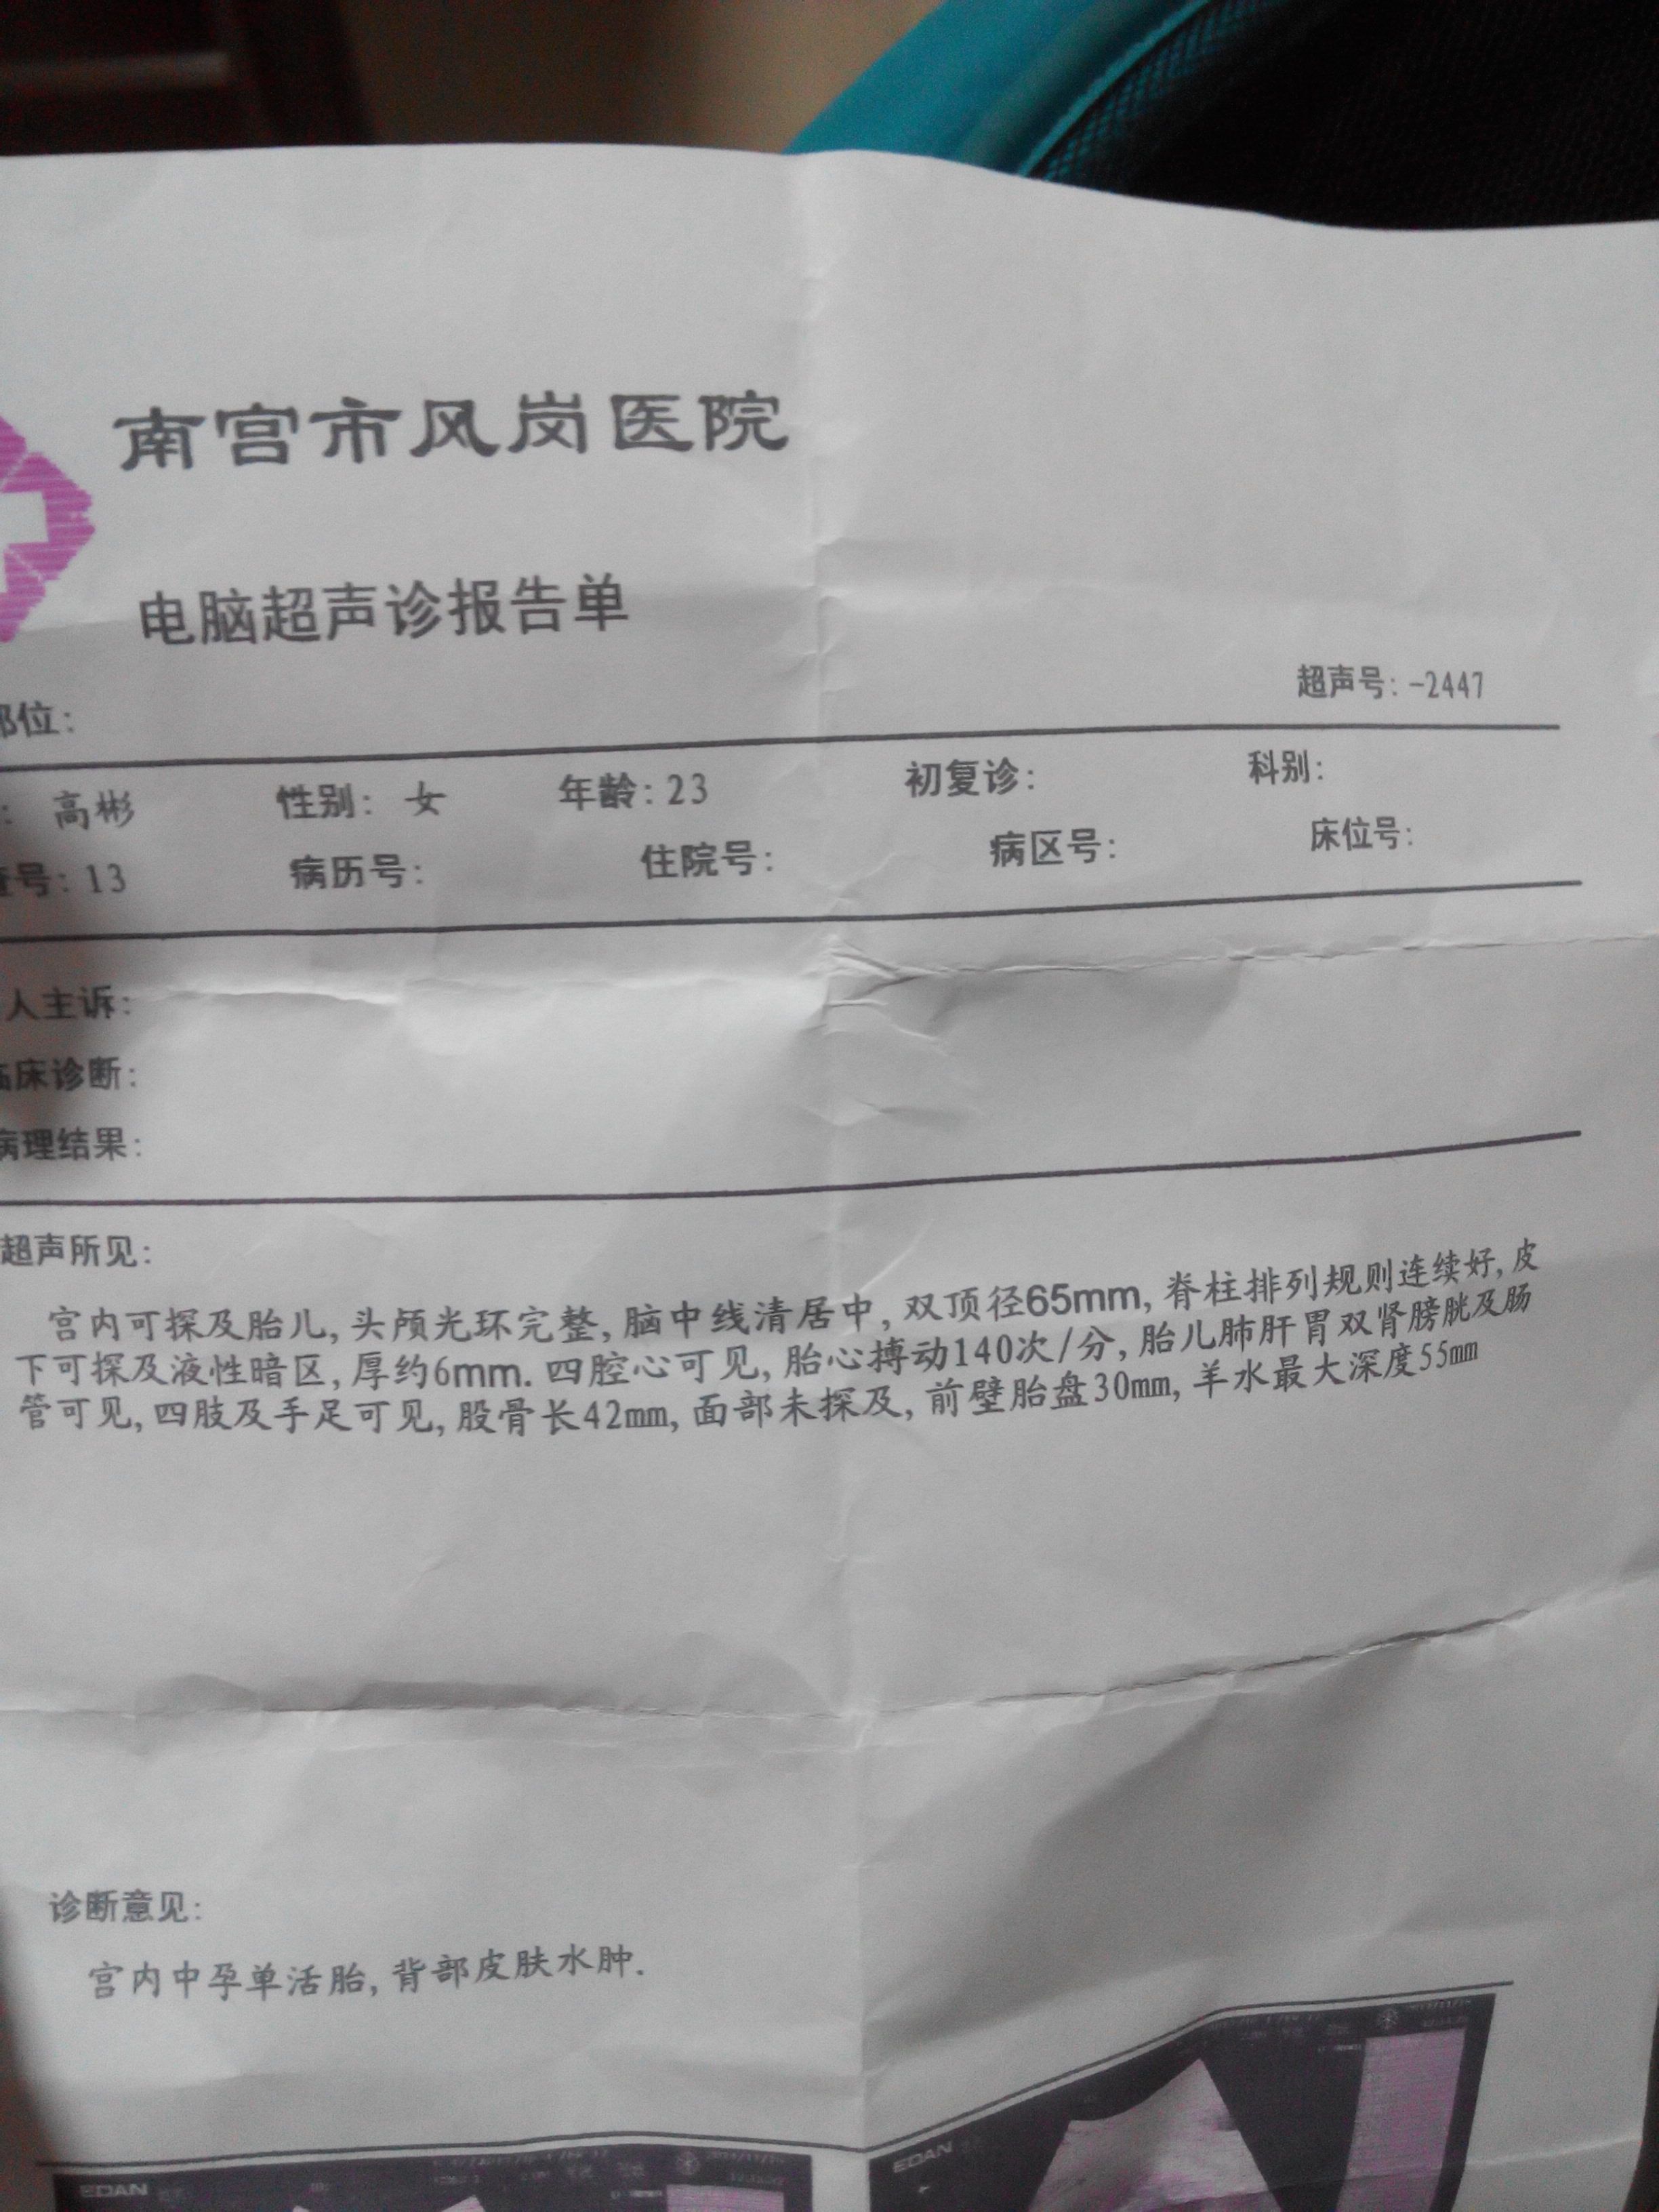 南宫市风岗医院
电脑超声诊报告单
部位:
超声号: -2447
: 高彬 性别: 女 年龄: 23 初复诊: 科别:
查号: 13 病历号: 住院号: 病区号: 床位号:
人主诉:
临床诊断:
病理结果:
超声所见:
宫内可探及胎儿, 头颅光环完整, 脑中线清居中, 双顶径65mm, 脊柱排列规则连续好, 皮
下可探及液性暗区, 厚约6mm. 四腔心可见, 胎心搏动140次/分, 胎儿肺肝胃双肾膀胱及肠
管可见, 四肢及手足可见, 股骨长42mm, 面部未探及, 前壁胎盘30mm, 羊水最大深度55mm
诊断意见:
宫内中孕单活胎, 背部皮肤水肿.
EDAN
EDAN